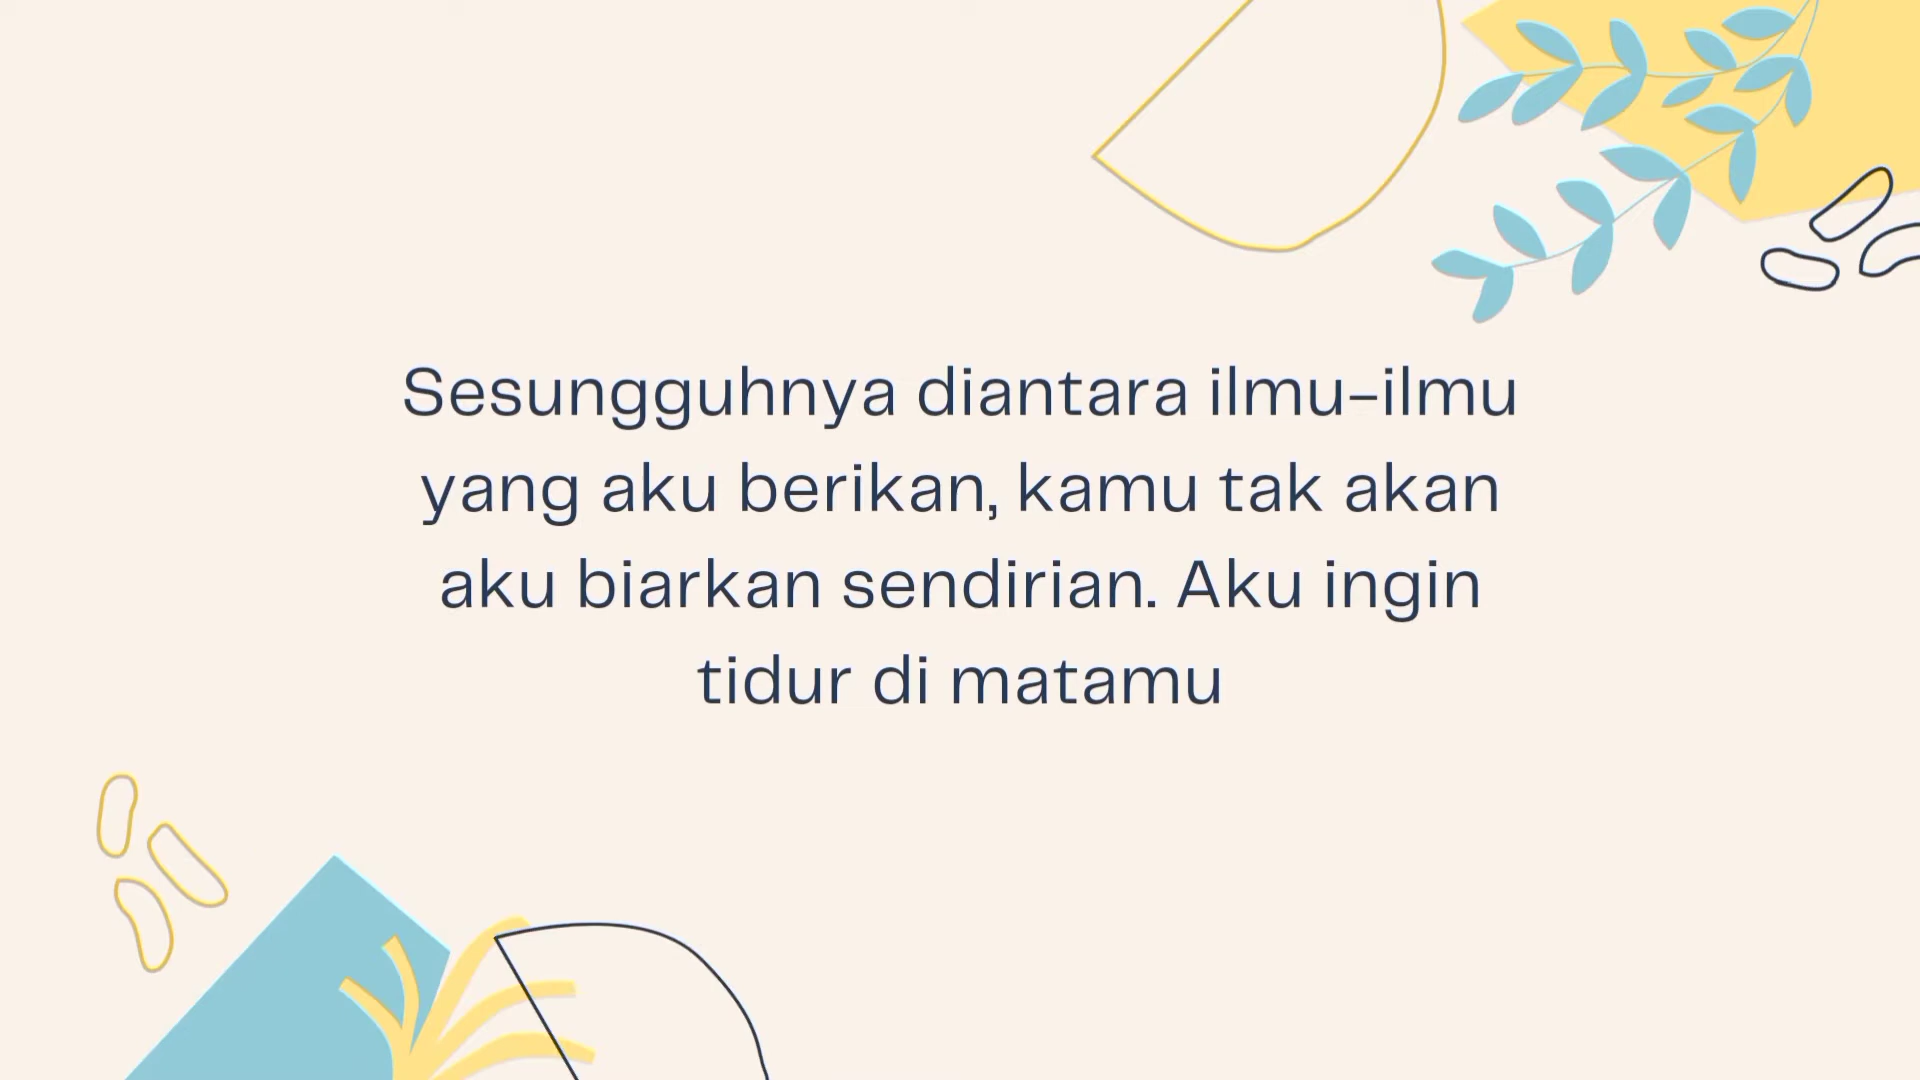 Sesungguhnya diantara ilmu-ilmu
yang aku berikan, kamu tak akan
aku biarkan sendirian. Aku ingin
tidur di matamu